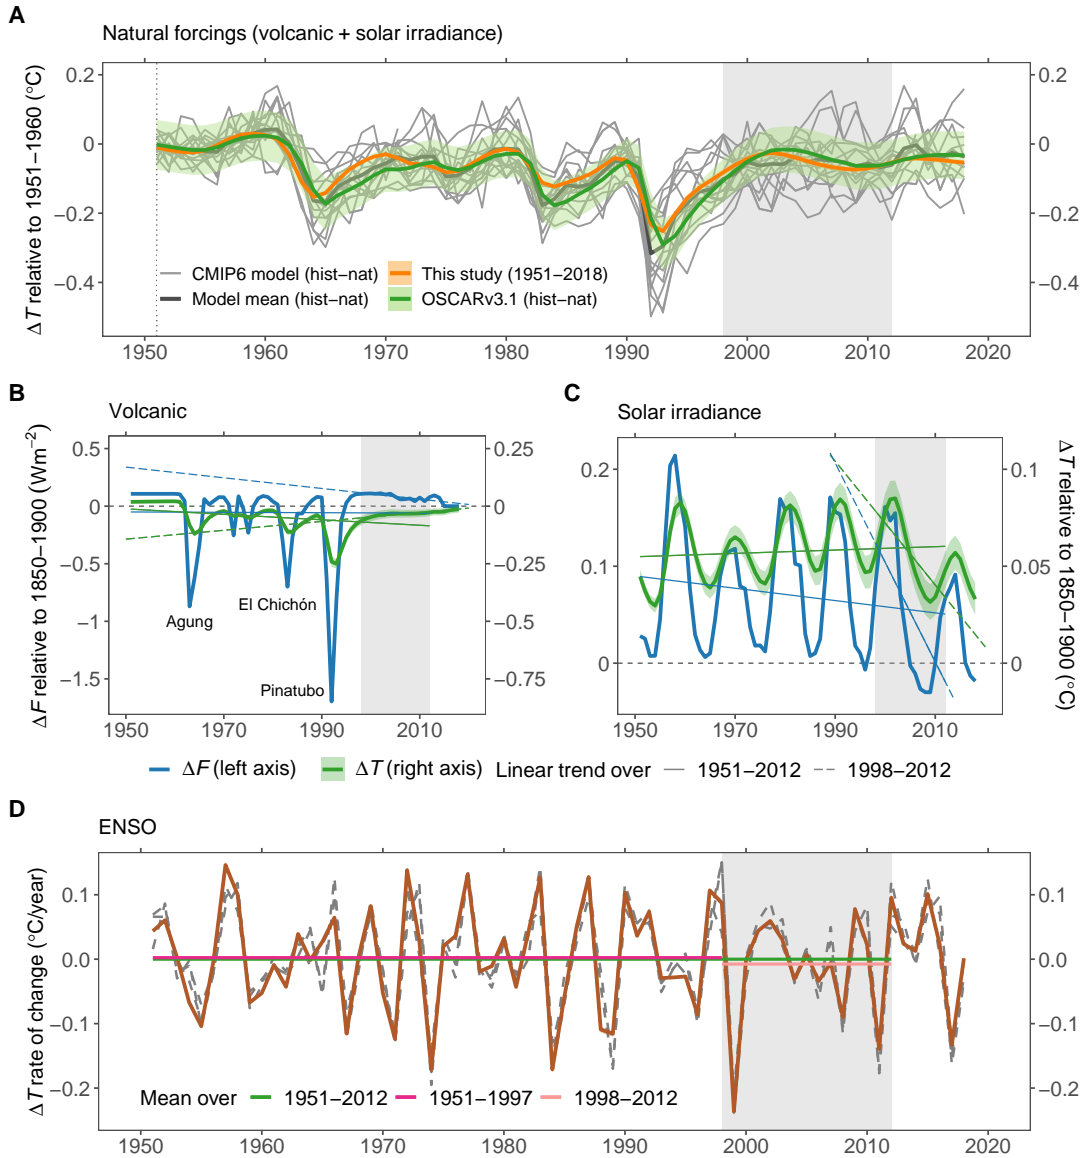 A
Natural forcings (volcanic + solar irradiance)
ΔT relative to 1951−1960 (°C)
0.2 0.2
0 0
−0.2 −0.2
−0.4 −0.4
CMIP6 model (hist−nat) This study (1951−2018)
Model mean (hist−nat) OSCARv3.1 (hist−nat)
1950 1960 1970 1980 1990 2000 2010 2020
B
Volcanic
ΔF relative to 1850−1900 (Wm−2)
0.5 0.25
0 0
−0.5 −0.25
−1 −0.5
−1.5 −0.75
El Chichón
Agung
Pinatubo
1950 1970 1990 2010
C
Solar irradiance
ΔT relative to 1850−1900 (°C)
0.2 0.1
0.1 0.05
0 0
1950 1970 1990 2010
ΔF (left axis) ΔT (right axis) Linear trend over 1951−2012 1998−2012
D
ENSO
ΔT rate of change (°C/year)
0.1 0.1
0.0 0.0
−0.1 −0.1
−0.2 −0.2
Mean over 1951−2012 1951−1997 1998−2012
1950 1960 1970 1980 1990 2000 2010 2020